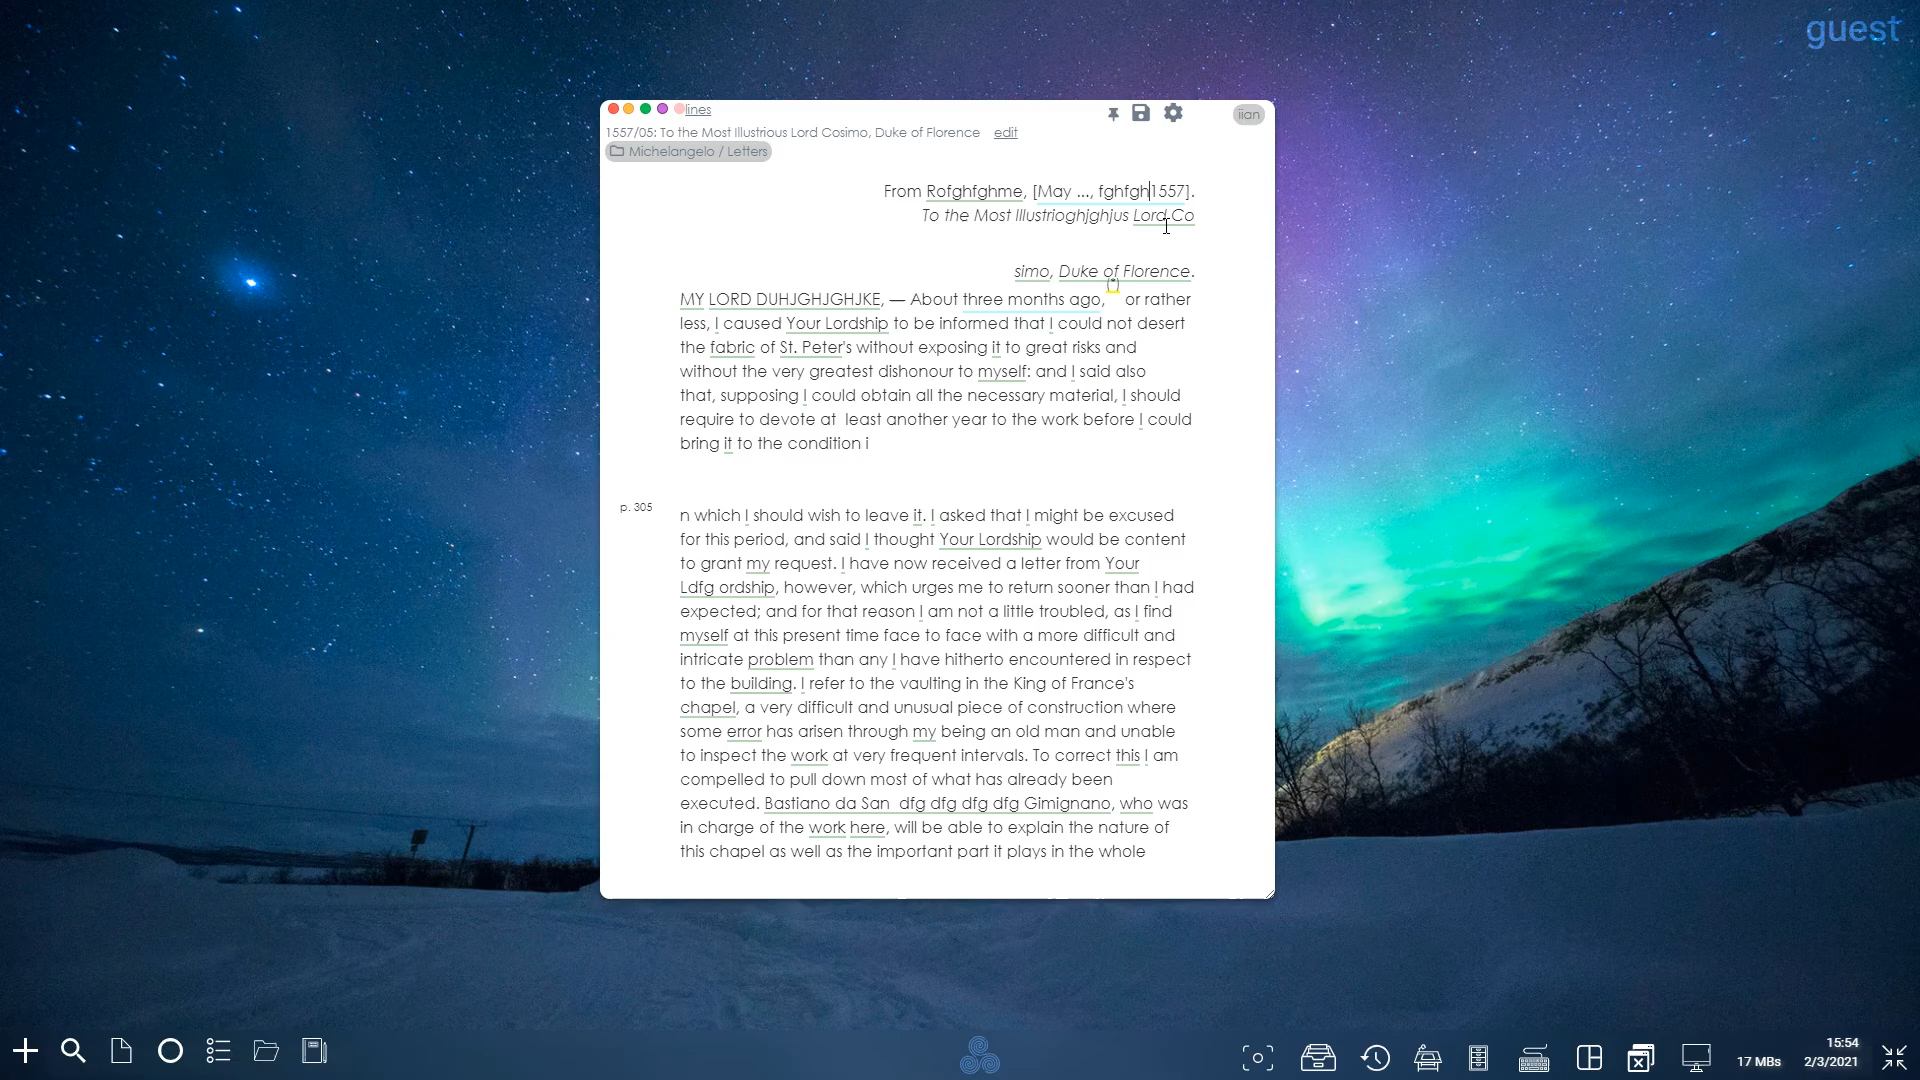 guest
lines
iian
1557/05: To the Most Illustrious Lord Cosimo, Duke of Florence edit
Michelangelo / Letters
From Rofghfghme, [May ..., fghfgh1557].
To the Most Illustrioghjghjus Lord Co
simo, Duke of Florence.
MY LORD DUHJGHJGHJKE, — About three months ago, (*) or rather
less, I caused Your Lordship to be informed that I could not desert
the fabric of St. Peter's without exposing it to great risks and
without the very greatest dishonour to myself: and I said also
that, supposing I could obtain all the necessary material, I should
require to devote at least another year to the work before I could
bring it to the condition i
p. 305
n which I should wish to leave it. I asked that I might be excused
for this period, and said I thought Your Lordship would be content
to grant my request. I have now received a letter from Your
Ldfg ordship, however, which urges me to return sooner than I had
expected; and for that reason I am not a little troubled, as I find
myself at this present time face to face with a more difficult and
intricate problem than any I have hitherto encountered in respect
to the building. I refer to the vaulting in the King of France's
chapel, a very difficult and unusual piece of construction where
some error has arisen through my being an old man and unable
to inspect the work at very frequent intervals. To correct this I am
compelled to pull down most of what has already been
executed. Bastiano da San dfg dfg dfg dfg Gimignano, who was
in charge of the work here, will be able to explain the nature of
this chapel as well as the important part it plays in the whole
17 MBs
15:54
2/3/2021